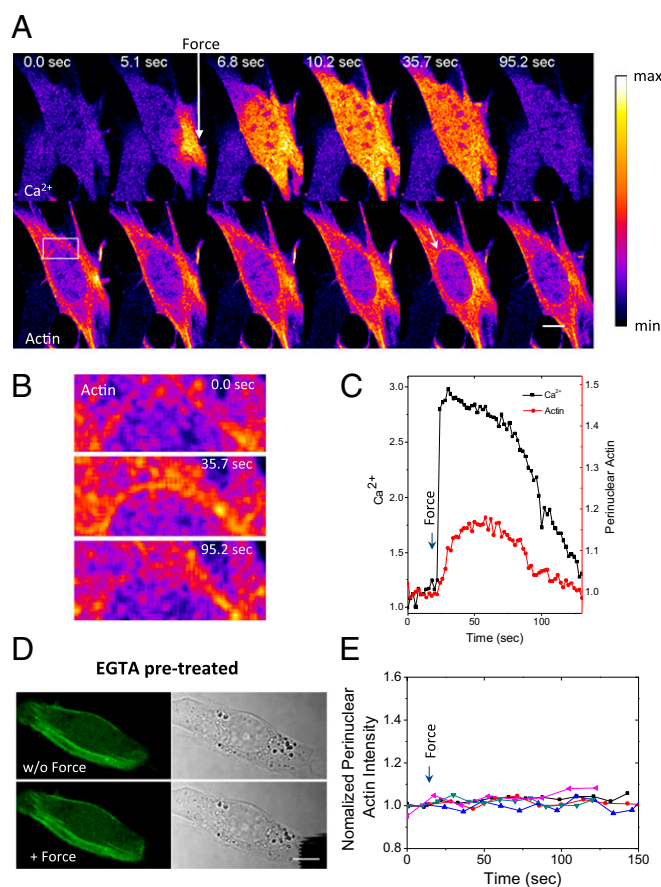 A
Force
0.0 sec
5.1 sec
6.8 sec
10.2 sec
35.7 sec
95.2 sec
max
Ca2+
Actin
min
B
Actin
0.0 sec
35.7 sec
95.2 sec
C
3.0
2.5
2.0
1.5
1.0
Ca2+
Force
Ca2+
Actin
1.5
1.4
1.3
1.2
1.1
1.0
Perinuclear Actin
0
50
100
Time (sec)
D
EGTA pre-treated
w/o Force
+ Force
E
1.6
1.4
1.2
1.0
0.8
Nomalized Perinuclear
Actin Intensity
Force
0
50
100
150
Time (sec)